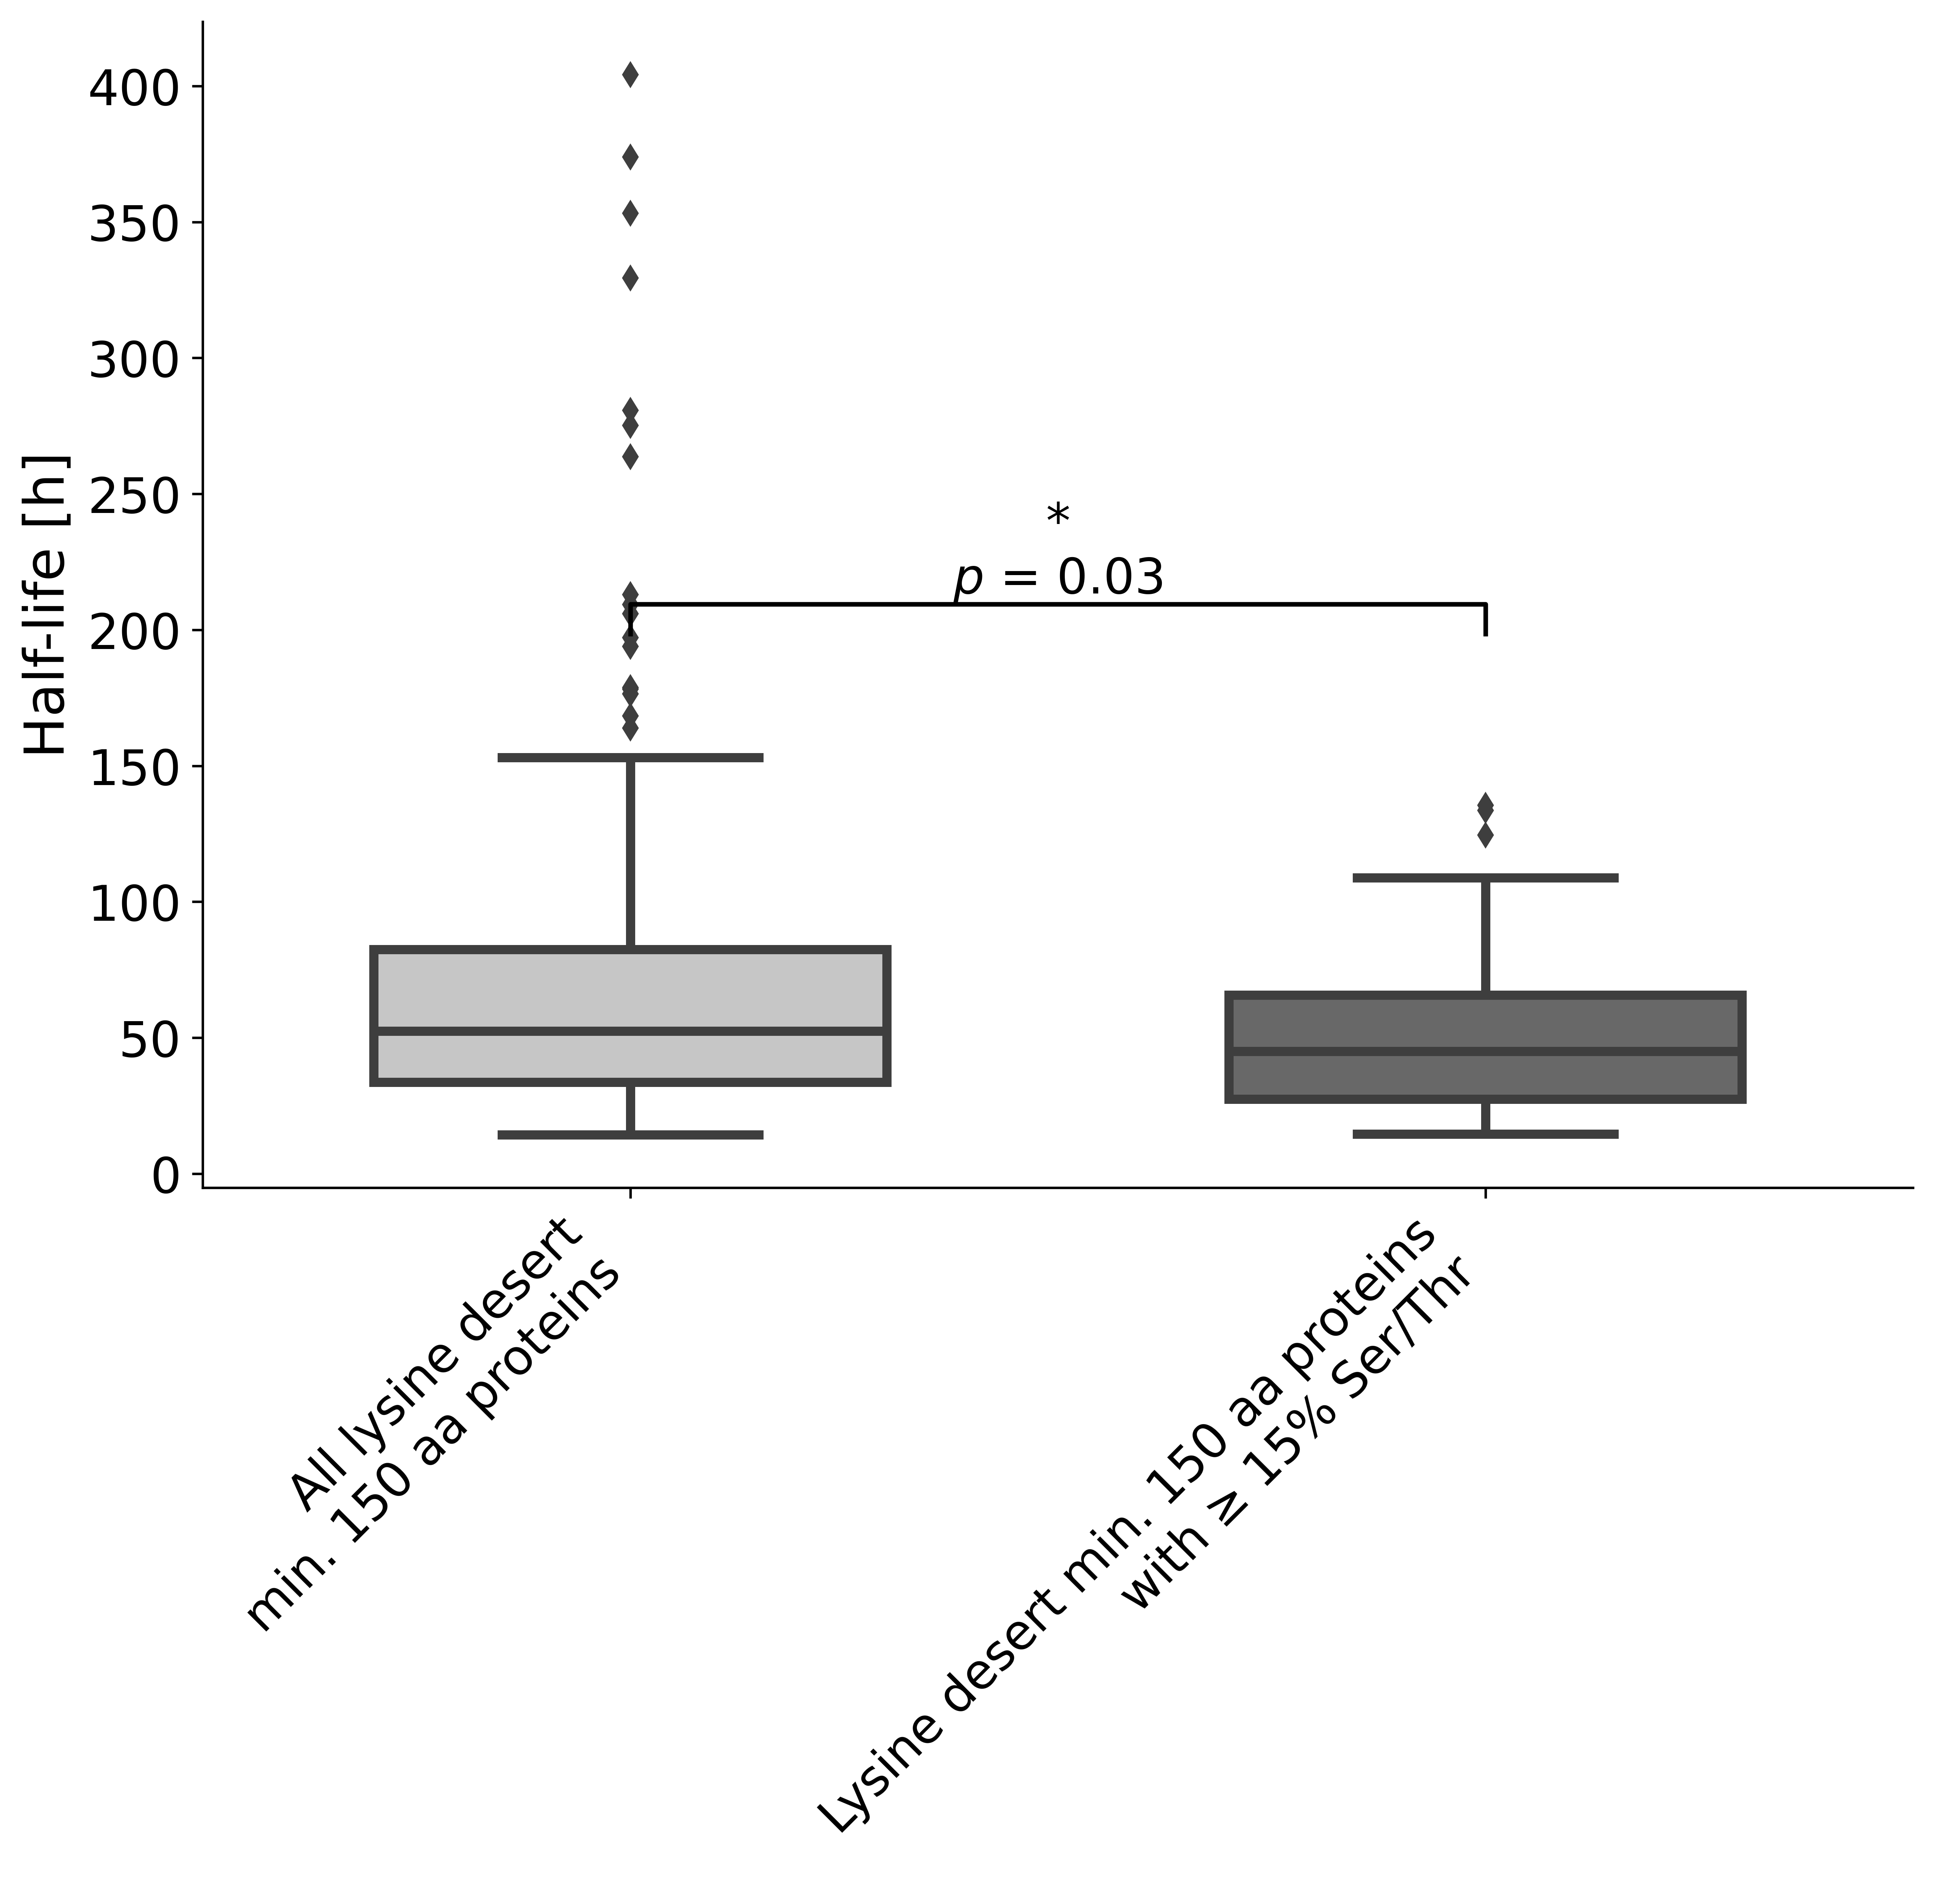 400
350
300
250
200
150
100
50
0
Half-life [h]
*
p = 0.03
All lysine desert
min. 150 aa proteins
Lysine desert min. 150 aa proteins
with ≥ 15% Ser/Thr